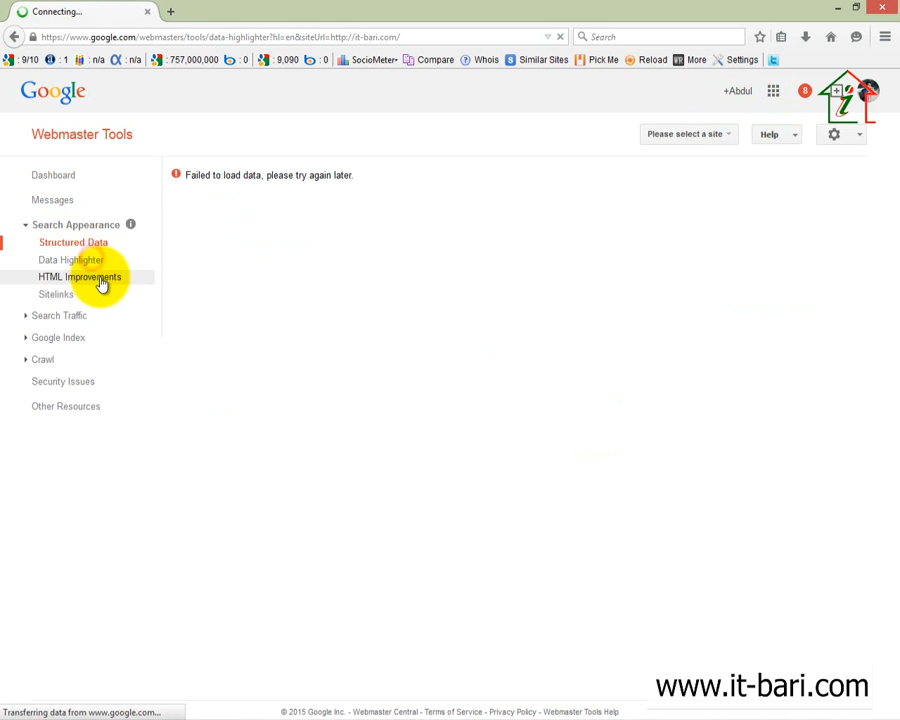 Connecting...
https://www.google.com/webmasters/tools/data-highlighter?hl=en&siteUrl=http://it-bari.com/
Search
: 9/10 : 1 : n/a : n/a : 757,000,000 : 0 : 9,090 : 0 SocioMeter Compare Whois Similar Sites Pick Me Reload More Settings
Google
+Abdul
8
Webmaster Tools
Please select a site
Help
Dashboard
Failed to load data, please try again later.
Messages
Search Appearance
Structured Data
Data Highlighter
HTML Improvements
Sitelinks
Search Traffic
Google Index
Crawl
Security Issues
Other Resources
www.it-bari.com
Transferring data from www.google.com...
© 2015 Google Inc. - Webmaster Central - Terms of Service - Privacy Policy - Webmaster Tools Help